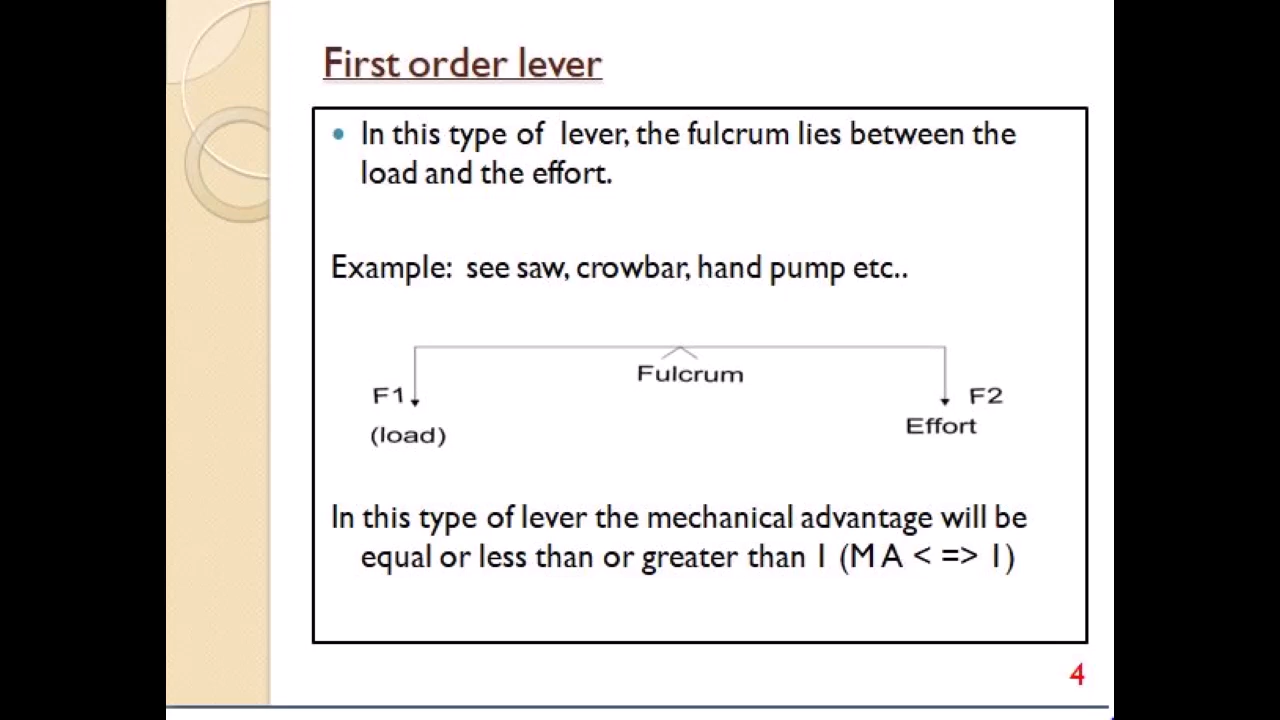 First order lever
• In this type of lever, the fulcrum lies between the
load and the effort.
Example: see saw, crowbar, hand pump etc..
Fulcrum
F1
F2
(load)
Effort
In this type of lever the mechanical advantage will be
equal or less than or greater than 1 (M A < => 1)
4